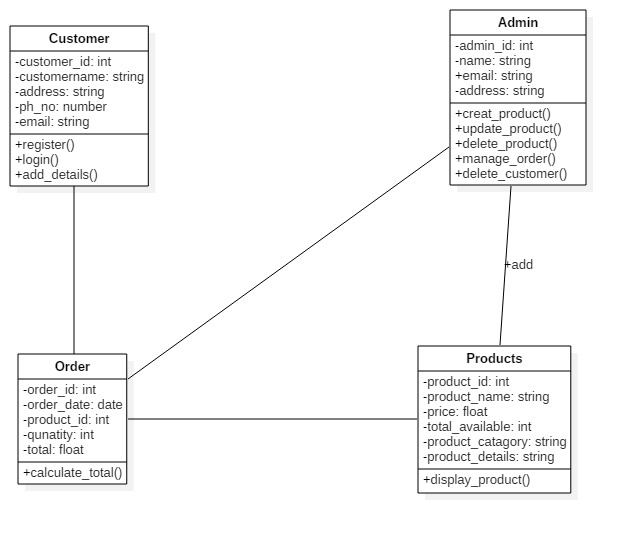 Customer
-customer_id: int
-customername: string
-address: string
-ph_no: number
-email: string
+register()
+login()
+add_details()
Admin
-admin_id: int
-name: string
+email: string
-address: string
+creat_product()
+update_product()
+delete_product()
+manage_order()
+delete_customer()
+add
Order
-order_id: int
-order_date: date
-product_id: int
-qunatity: int
-total: float
+calculate_total()
Products
-product_id: int
-product_name: string
-price: float
-total_available: int
-product_catagory: string
-product_details: string
+display_product()